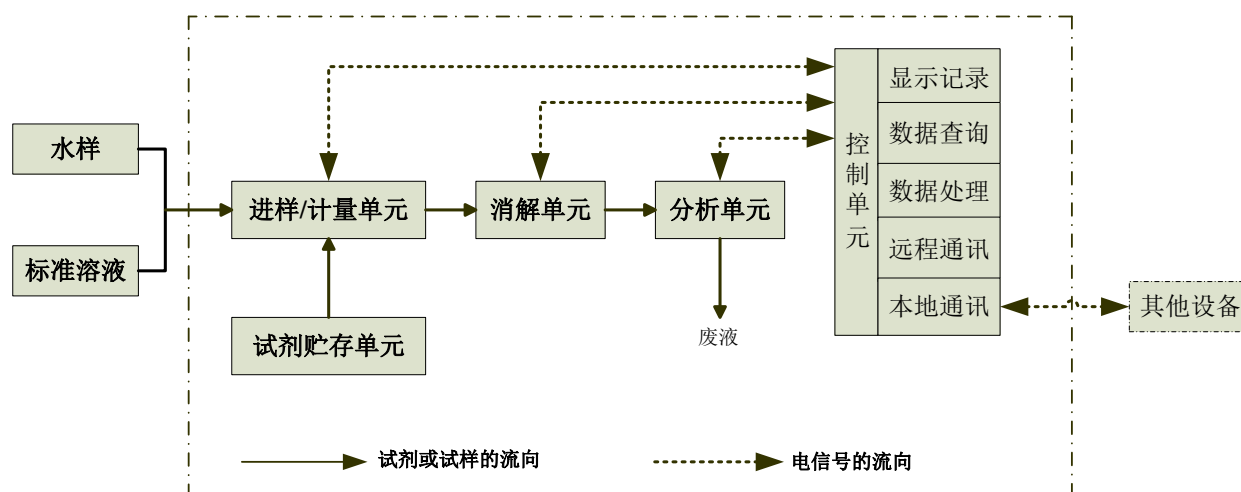 显示记录
数据查询
数据处理
远程通讯
本地通讯
控制单元
水样
标准溶液
进样/计量单元
消解单元
分析单元
试剂贮存单元
废液
其他设备
试剂或试样的流向
电信号的流向